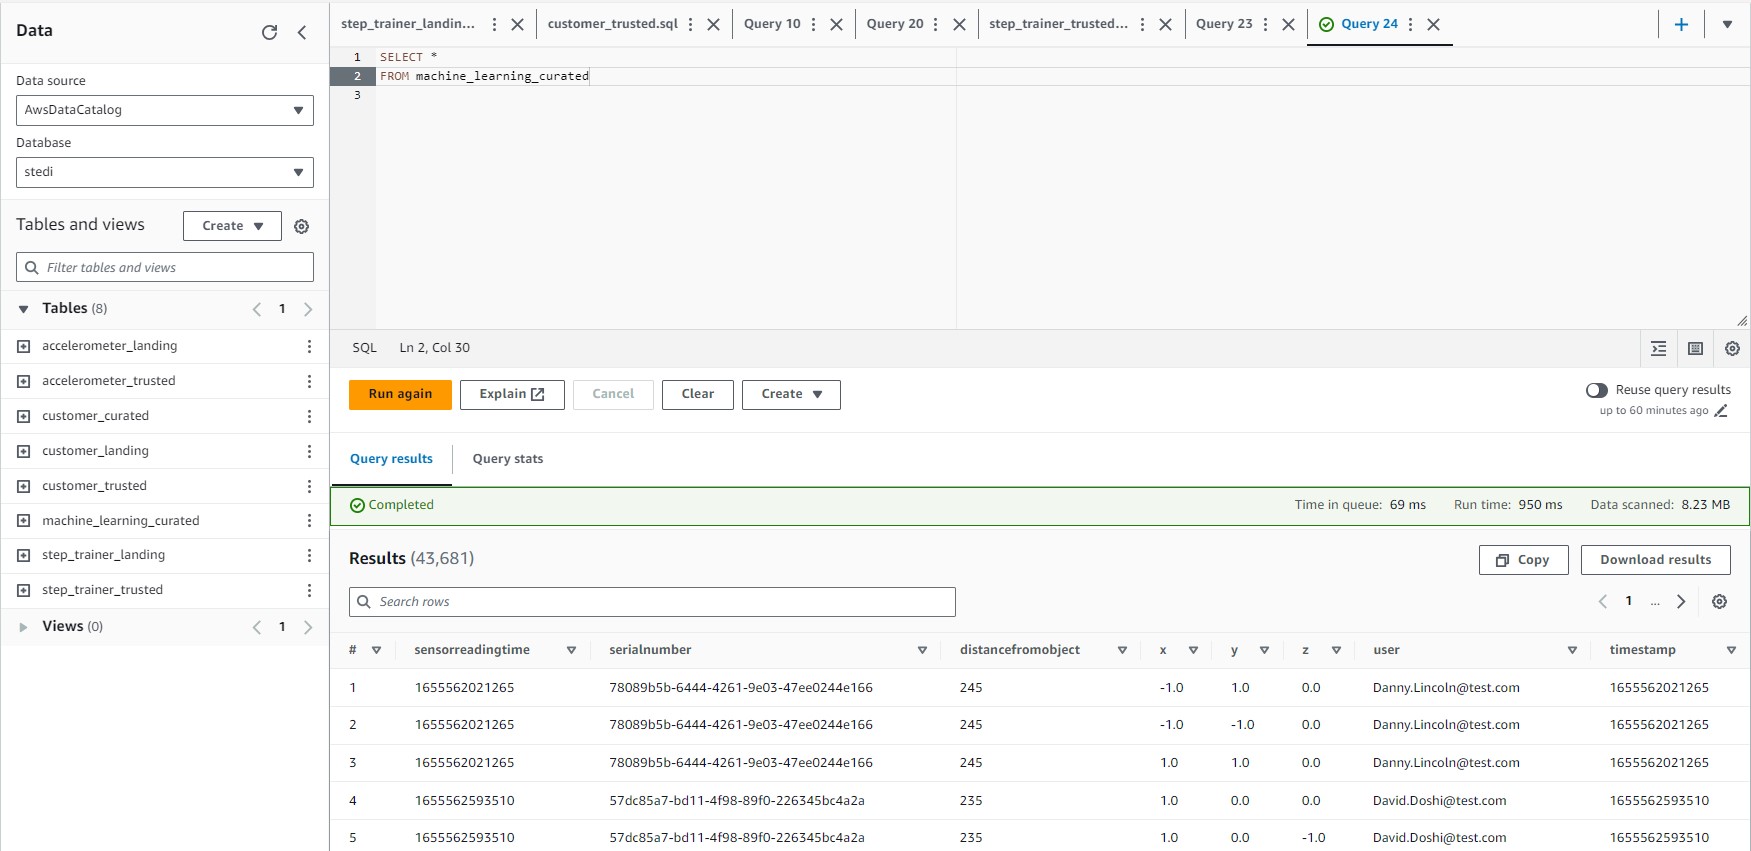 Data
Data source
AwsDataCatalog
Database
stedi
Tables and views
Create
Filter tables and views
Tables (8)
1
accelerometer_landing
accelerometer_trusted
customer_curated
customer_landing
customer_trusted
machine_learning_curated
step_trainer_landing
step_trainer_trusted
Views (0)
1
step_trainer_landin...
customer_trusted.sql
Query 10
Query 20
step_trainer_trusted...
Query 23
Query 24
1 SELECT *
2 FROM machine_learning_curated
3
SQL Ln 2, Col 30
Run again
Explain
Cancel
Clear
Create
Reuse query results
up to 60 minutes ago
Query results
Query stats
Completed
Time in queue: 69 ms Run time: 950 ms Data scanned: 8.23 MB
Results (43,681)
Copy
Download results
Search rows
1 ...
# sensorreadingtime serialnumber distancefromobject x y z user timestamp
1 1655562021265 78089b5b-6444-4261-9e03-47ee0244e166 245 -1.0 1.0 0.0 Danny.Lincoln@test.com 1655562021265
2 1655562021265 78089b5b-6444-4261-9e03-47ee0244e166 245 -1.0 -1.0 0.0 Danny.Lincoln@test.com 1655562021265
3 1655562021265 78089b5b-6444-4261-9e03-47ee0244e166 245 1.0 1.0 0.0 Danny.Lincoln@test.com 1655562021265
4 1655562593510 57dc85a7-bd11-4f98-89f0-226345bc4a2a 235 1.0 0.0 0.0 David.Doshi@test.com 1655562593510
5 1655562593510 57dc85a7-bd11-4f98-89f0-226345bc4a2a 235 1.0 0.0 -1.0 David.Doshi@test.com 1655562593510